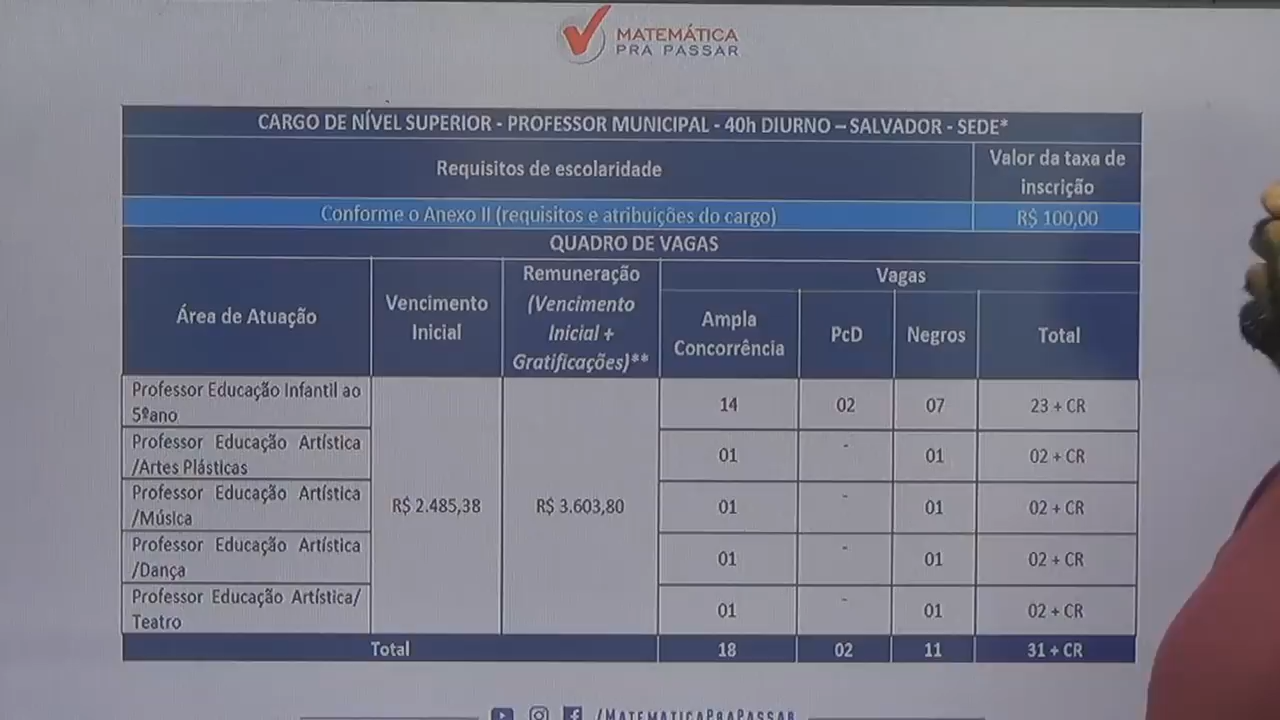 MATEMÁTICA
PRA PASSAR
CARGO DE NÍVEL SUPERIOR - PROFESSOR MUNICIPAL - 40h DIURNO – SALVADOR - SEDE*
Requisitos de escolaridade
Valor da taxa de
inscrição
Conforme o Anexo II (requisitos e atribuições do cargo)
R$ 100,00
QUADRO DE VAGAS
Área de Atuação
Vencimento
Inicial
Remuneração
(Vencimento
Inicial +
Gratificações)**
Vagas
Ampla
Concorrência
PcD
Negros
Total
Professor Educação Infantil ao
5ºano
14
02
07
23 + CR
Professor Educação Artística
/Artes Plásticas
01
-
01
02 + CR
Professor Educação Artística
/Música
R$ 2.485,38
R$ 3.603,80
01
-
01
02 + CR
Professor Educação Artística
/Dança
01
-
01
02 + CR
Professor Educação Artística/
Teatro
01
-
01
02 + CR
Total
18
02
11
31 + CR
/MATEMATICAPRAPASSAR